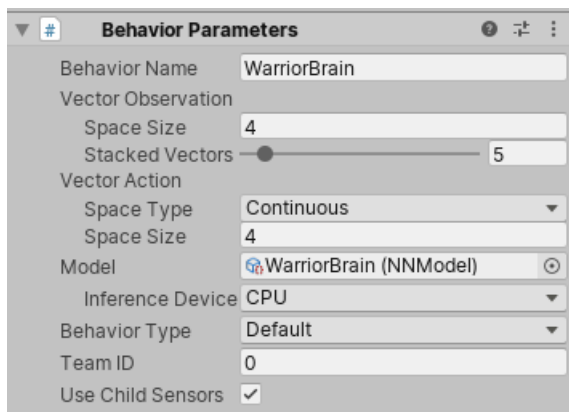 # Behavior Parameters
Behavior Name WarriorBrain
Vector Observation
Space Size 4
Stacked Vectors 5
Vector Action
Space Type Continuous
Space Size 4
Model WarriorBrain (NNModel)
Inference Device CPU
Behavior Type Default
Team ID 0
Use Child Sensors